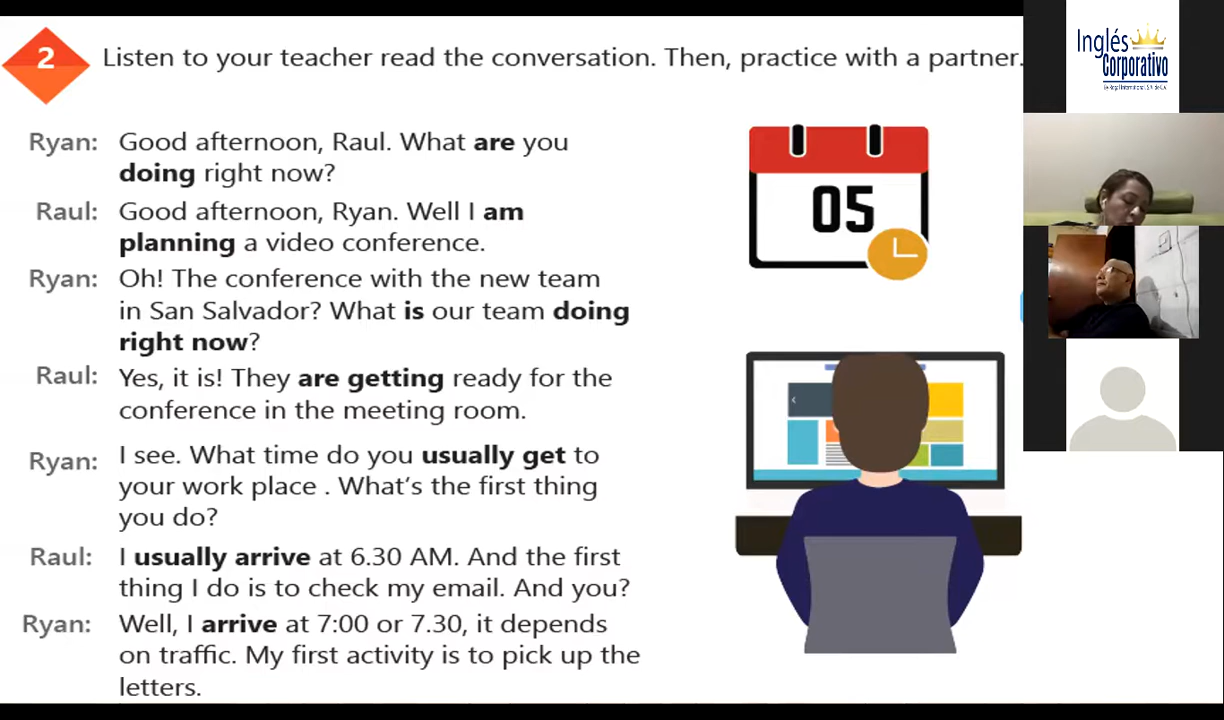 2
Listen to your teacher read the conversation. Then, practice with a partner.
Ryan: Good afternoon, Raul. What are you
doing right now?
Raul: Good afternoon, Ryan. Well I am
planning a video conference.
Ryan: Oh! The conference with the new team
in San Salvador? What is our team doing
right now?
Raul: Yes, it is! They are getting ready for the
conference in the meeting room.
Ryan: I see. What time do you usually get to
your work place . What's the first thing
you do?
Raul: I usually arrive at 6.30 AM. And the first
thing I do is to check my email. And you?
Ryan: Well, I arrive at 7:00 or 7.30, it depends
on traffic. My first activity is to pick up the
letters.
05
Inglés
Corporativo